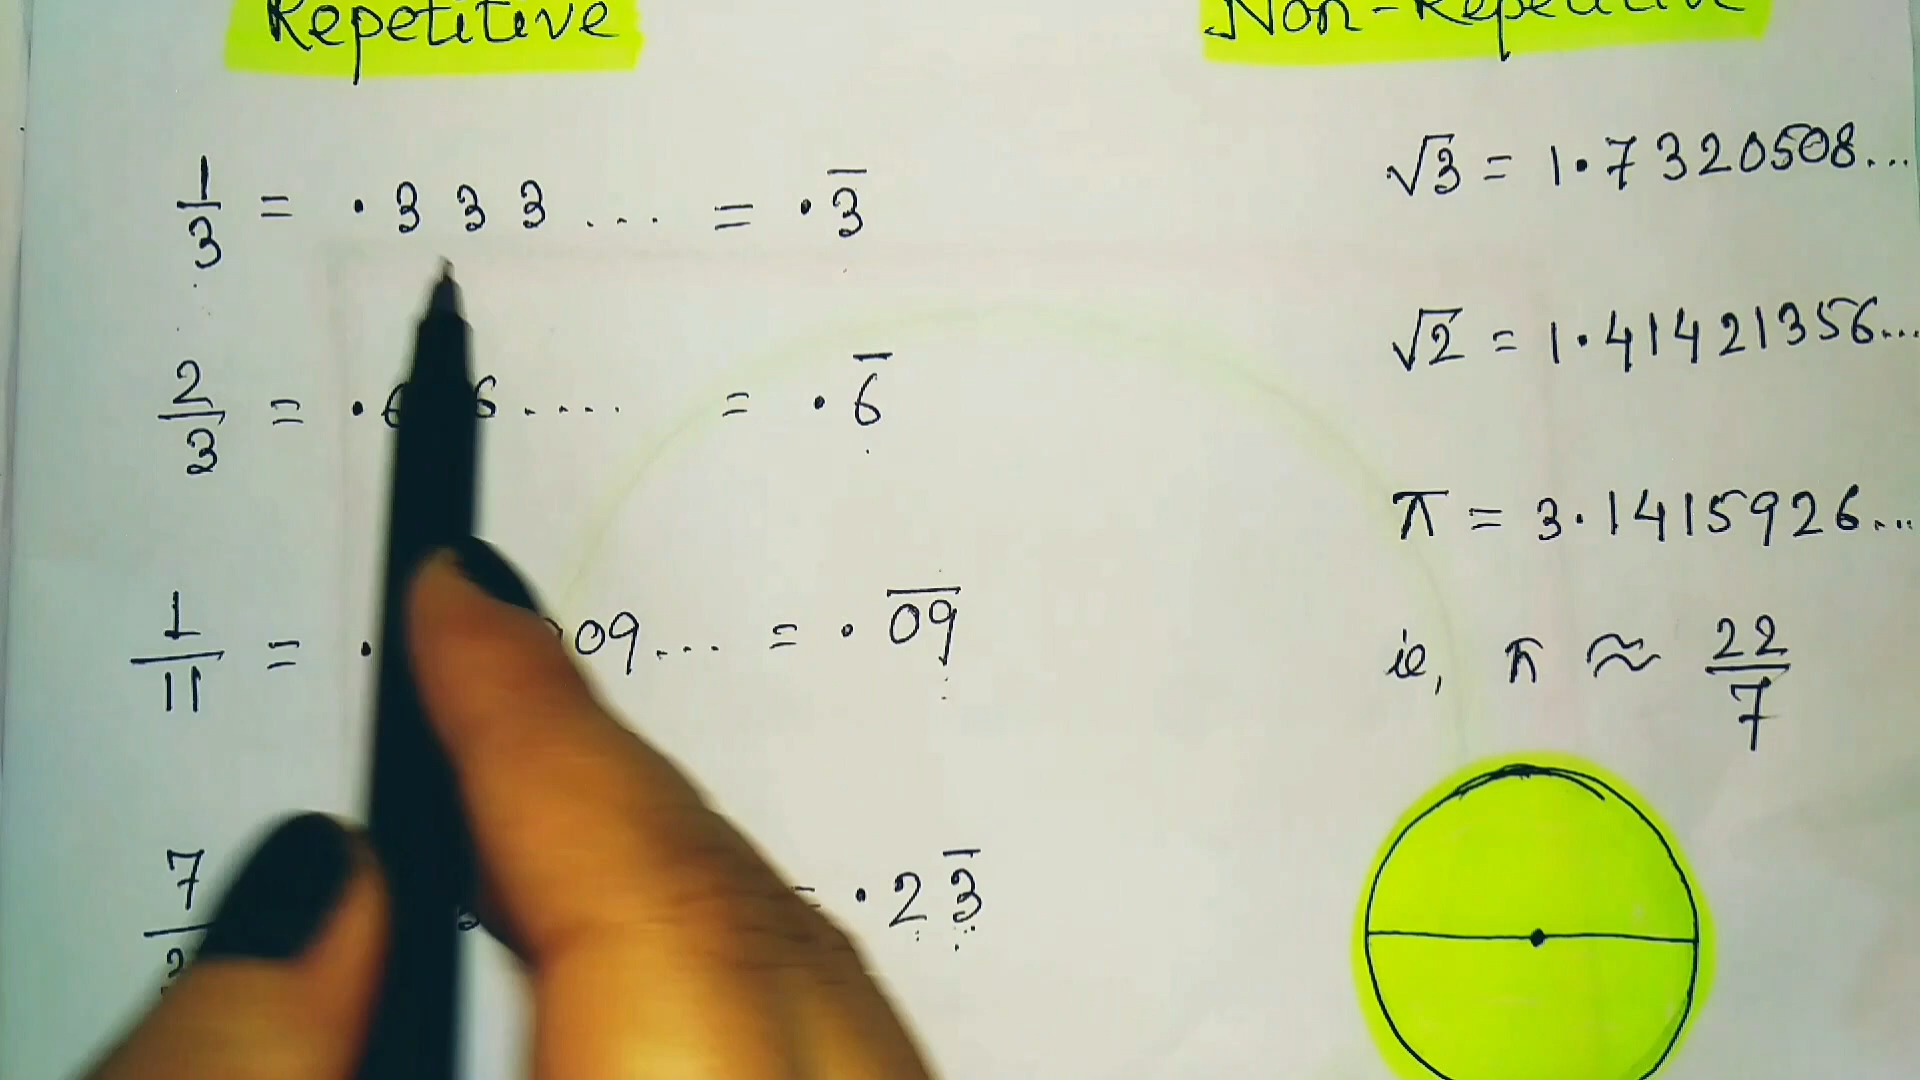 Repetitive
1/3 = .333... = .3̅
2/3 = .6 6.... = .6̅
1/11 = . 09... = .0̅9̅
7 = .23̅
Non-Repetitive
√3 = 1.7320508...
√2 = 1.41421356...
π = 3.1415926...
ie, π ≈ 22/7